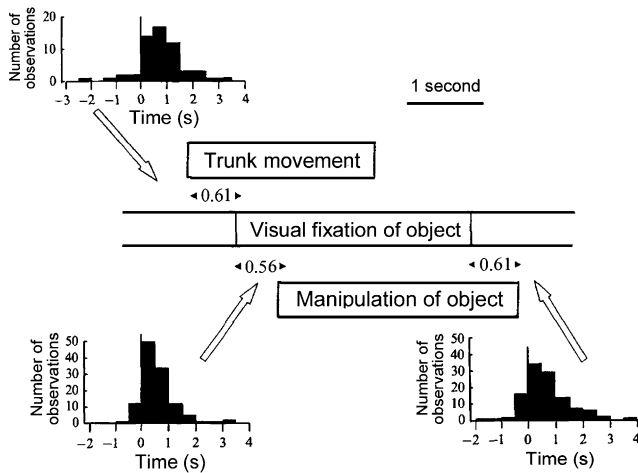 Number of
observations
20
10
0
−3 −2 −1 0 1 2 3 4
Time (s)
1 second
Trunk movement
0.61
Visual fixation of object
0.56
0.61
Manipulation of object
Number of
observations
50
40
30
20
10
0
−2 −1 0 1 2 3 4
Time (s)
Number of
observations
50
40
30
20
10
0
−2 −1 0 1 2 3 4
Time (s)